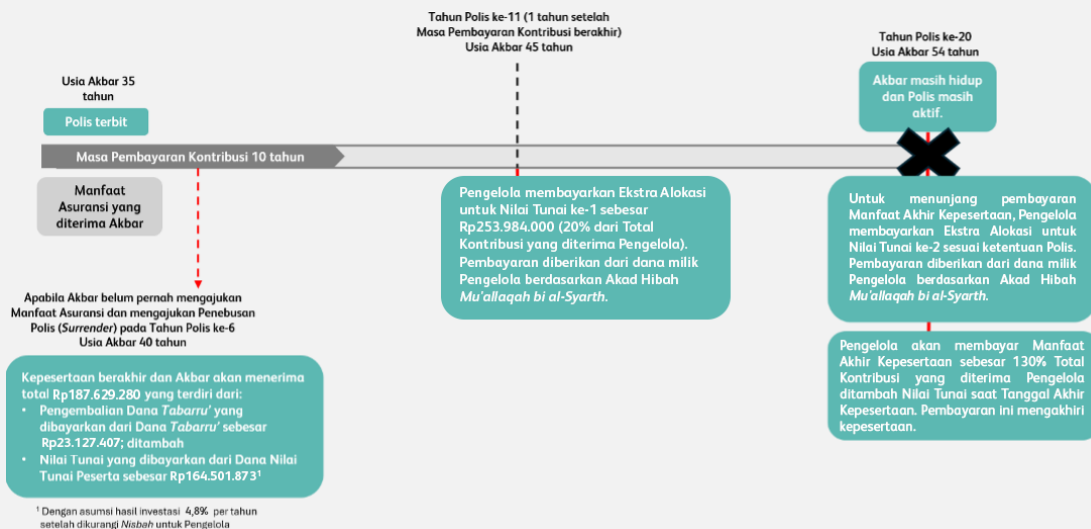 Tahun Polis ke-11 (1 tahun setelah
Masa Pembayaran Kontribusi berakhir)
Usia Akbar 45 tahun
Tahun Polis ke-20
Usia Akbar 54 tahun
Usia Akbar 35
tahun
Akbar masih hidup
dan Polis masih
aktif.
Polis terbit
Masa Pembayaran Kontribusi 10 tahun
Manfaat
Asuransi yang
diterima Akbar
Pengelola membayarkan Ekstra Alokasi
untuk Nilai Tunai ke-1 sebesar
Rp253.984.000 (20% dari Total
Kontribusi yang diterima Pengelola).
Pembayaran diberikan dari dana milik
Pengelola berdasarkan Akad Hibah
Mu'allaqah bi al-Syarth.
Untuk menunjang pembayaran
Manfaat Akhir Kepesertaan, Pengelola
membayarkan Ekstra Alokasi untuk
Nilai Tunai ke-2 sesuai ketentuan Polis.
Pembayaran diberikan dari dana milik
Pengelola berdasarkan Akad Hibah
Mu'allaqah bi al-Syarth.
Apabila Akbar belum pernah mengajukan
Manfaat Asuransi dan mengajukan Penebusan
Polis (Surrender) pada Tahun Polis ke-6
Usia Akbar 40 tahun
Pengelola akan membayar Manfaat
Akhir Kepesertaan sebesar 130% Total
Kontribusi yang diterima Pengelola
ditambah Nilai Tunai saat Tanggal Akhir
Kepesertaan. Pembayaran ini mengakhiri
kepesertaan.
Kepesertaan berakhir dan Akbar akan menerima
total Rp187.629.280 yang terdiri dari:
• Pengembalian Dana Tabarru' yang
dibayarkan dari Dana Tabarru' sebesar
Rp23.127.407; ditambah
• Nilai Tunai yang dibayarkan dari Dana Nilai
Tunai Peserta sebesar Rp164.501.873¹
¹ Dengan asumsi hasil investasi 4,8% per tahun
setelah dikurangi Nisbah untuk Pengelola